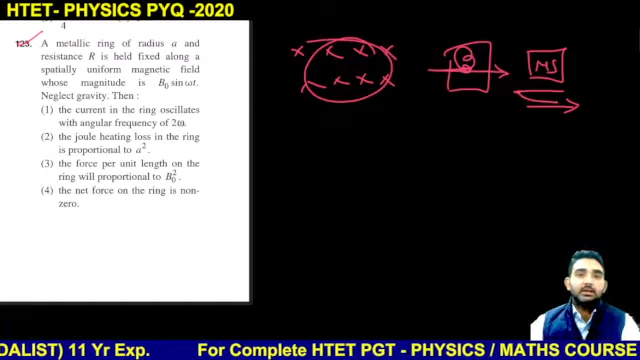 HTET- PHYSICS PYQ -2020
4
123. A metallic ring of radius a and
resistance R is held fixed along a
spatially uniform magnetic field
whose magnitude is B₀ sin ωt.
Neglect gravity. Then :
(1) the current in the ring oscillates
with angular frequency of 2ω.
(2) the joule heating loss in the ring
is proportional to a².
(3) the force per unit length on the
ring will proportional to B₀².
(4) the net force on the ring is non-
zero.
x x x x
x x x
MS
DALIST) 11 Yr Exp. For Complete HTET PGT - PHYSICS / MATHS COURSE